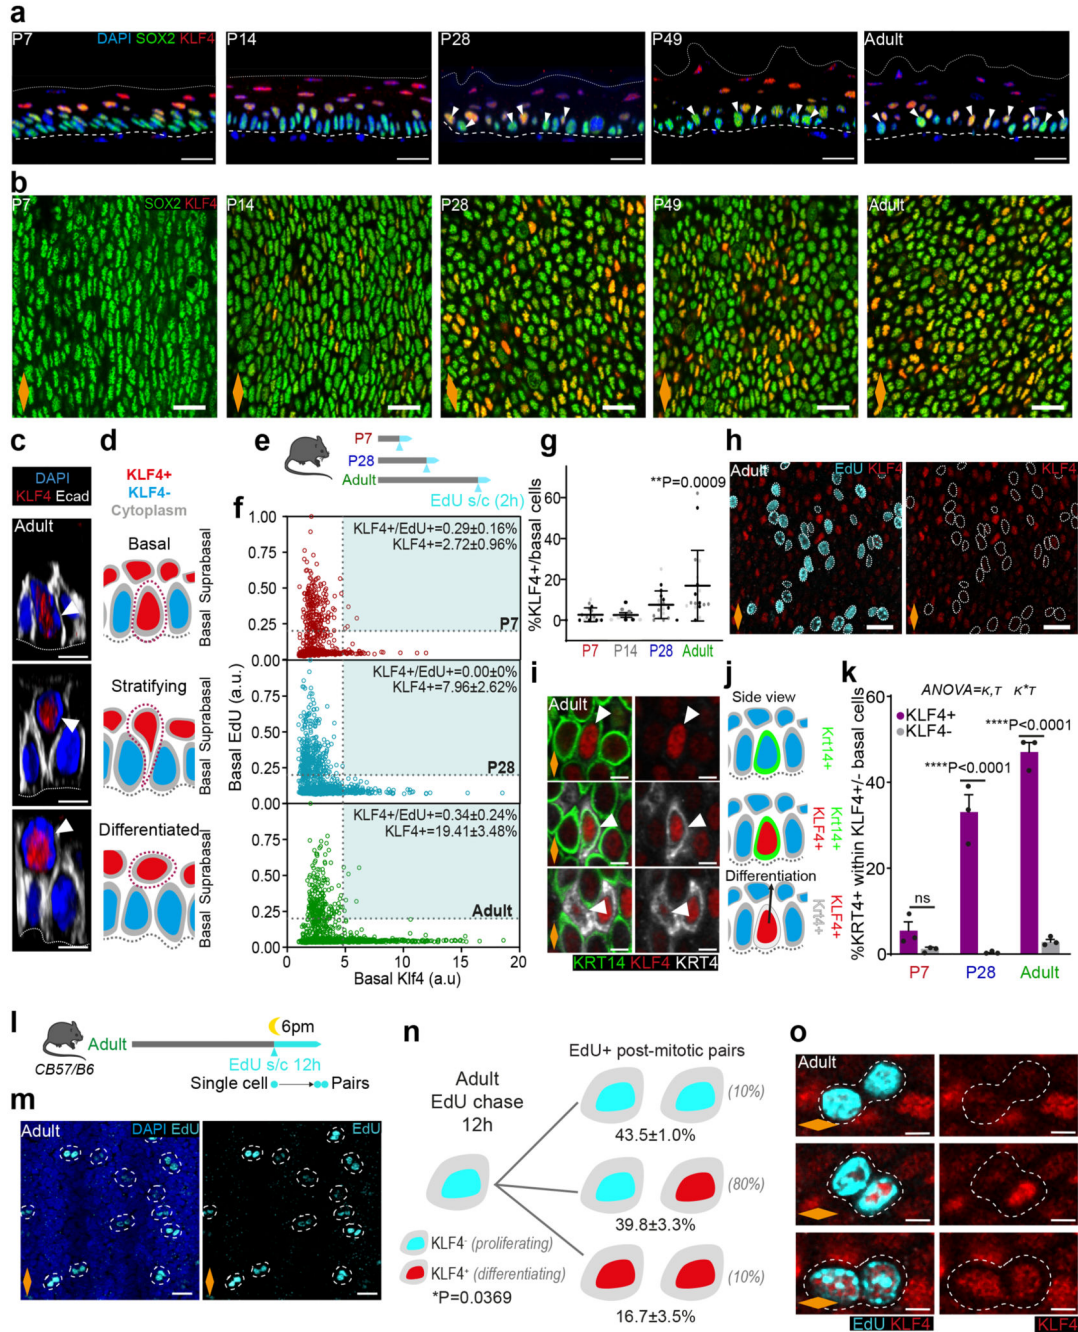 a
P7
DAPI SOX2 KLF4
P14
P28
P49
Adult
b
P7
SOX2 KLF4
P14
P28
P49
Adult
c
DAPI
KLF4 Ecad
Adult
d
KLF4+
KLF4-
Cytoplasm
Basal
Basal Suprabasal
Stratifying
Basal Suprabasal
Differentiated
Basal Suprabasal
e
P7
P28
Adult
EdU s/c (2h)
f
Basal EdU (a.u.)
1.00
0.75
0.50
0.25
0.00
KLF4+/EdU+=0.29±0.16%
KLF4+=2.72±0.96%
P7
0.75
0.50
0.25
0.00
KLF4+/EdU+=0.00±0%
KLF4+=7.96±2.62%
P28
0.75
0.50
0.25
0.00
KLF4+/EdU+=0.34±0.24%
KLF4+=19.41±3.48%
Adult
0
5
10
15
20
Basal Klf4 (a.u)
g
%KLF4+/basal cells
**P=0.0009
60
40
20
0
P7
P14
P28
Adult
h
Adult
EdU KLF4
KLF4
i
Adult
KRT14 KLF4 KRT4
j
Side view
Krt14+
Krt14+
KLF4+
Differentiation
Krt4+
KLF4+
k
%KRT4+ within KLF4+/- basal cells
60
40
20
0
ANOVA=K,T K*T
KLF4+
KLF4-
****P<0.0001
****P<0.0001
ns
P7
P28
Adult
l
CB57/B6
Adult
6pm
EdU s/c 12h
Single cell
Pairs
m
Adult
DAPI EdU
EdU
n
Adult
EdU chase
12h
EdU+ post-mitotic pairs
(10%)
43.5±1.0%
(80%)
39.8±3.3%
(10%)
16.7±3.5%
KLF4- (proliferating)
KLF4+ (differentiating)
*P=0.0369
o
Adult
EdU KLF4
KLF4